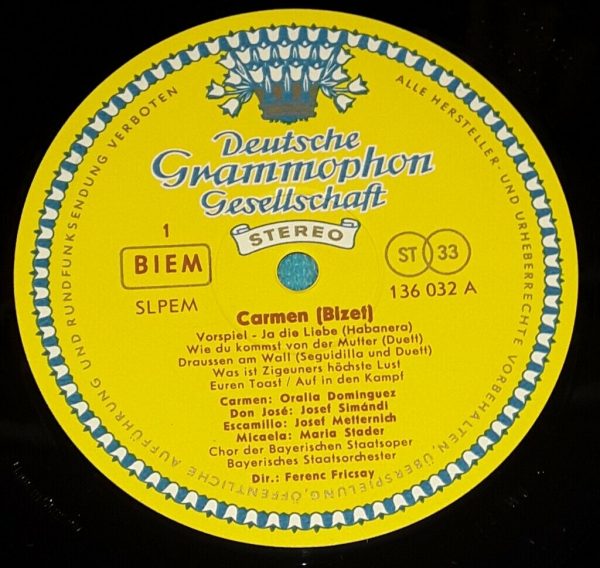 Deutsche
Grammophon
Gesellschaft
STEREO
1
BIEM
SLPEM
ST 33
136 032 A
Carmen (Bizet)
Vorspiel - Ja die Liebe (Habanera)
Wie du kommst von der Mutter (Duett)
Draussen am Wall (Seguidilla und Duett)
Was ist Zigeuners höchste Lust
Euren Toast / Auf in den Kampf
Carmen: Oralia Dominguez
Don José: Josef Simándi
Escamillo: Josef Metternich
Micaela: Maria Stader
Chor der Bayerischen Staatsoper
Bayerisches Staatsorchester
Dir.: Ferenc Fricsay
ALLE HERSTELLER- UND URHEBERRECHTE VORBEHALTEN, ÜBERSPIELUNG, ÖFFENTLICHE AUFFÜHRUNG UND RUNDFUNKSENDUNG VERBOTEN